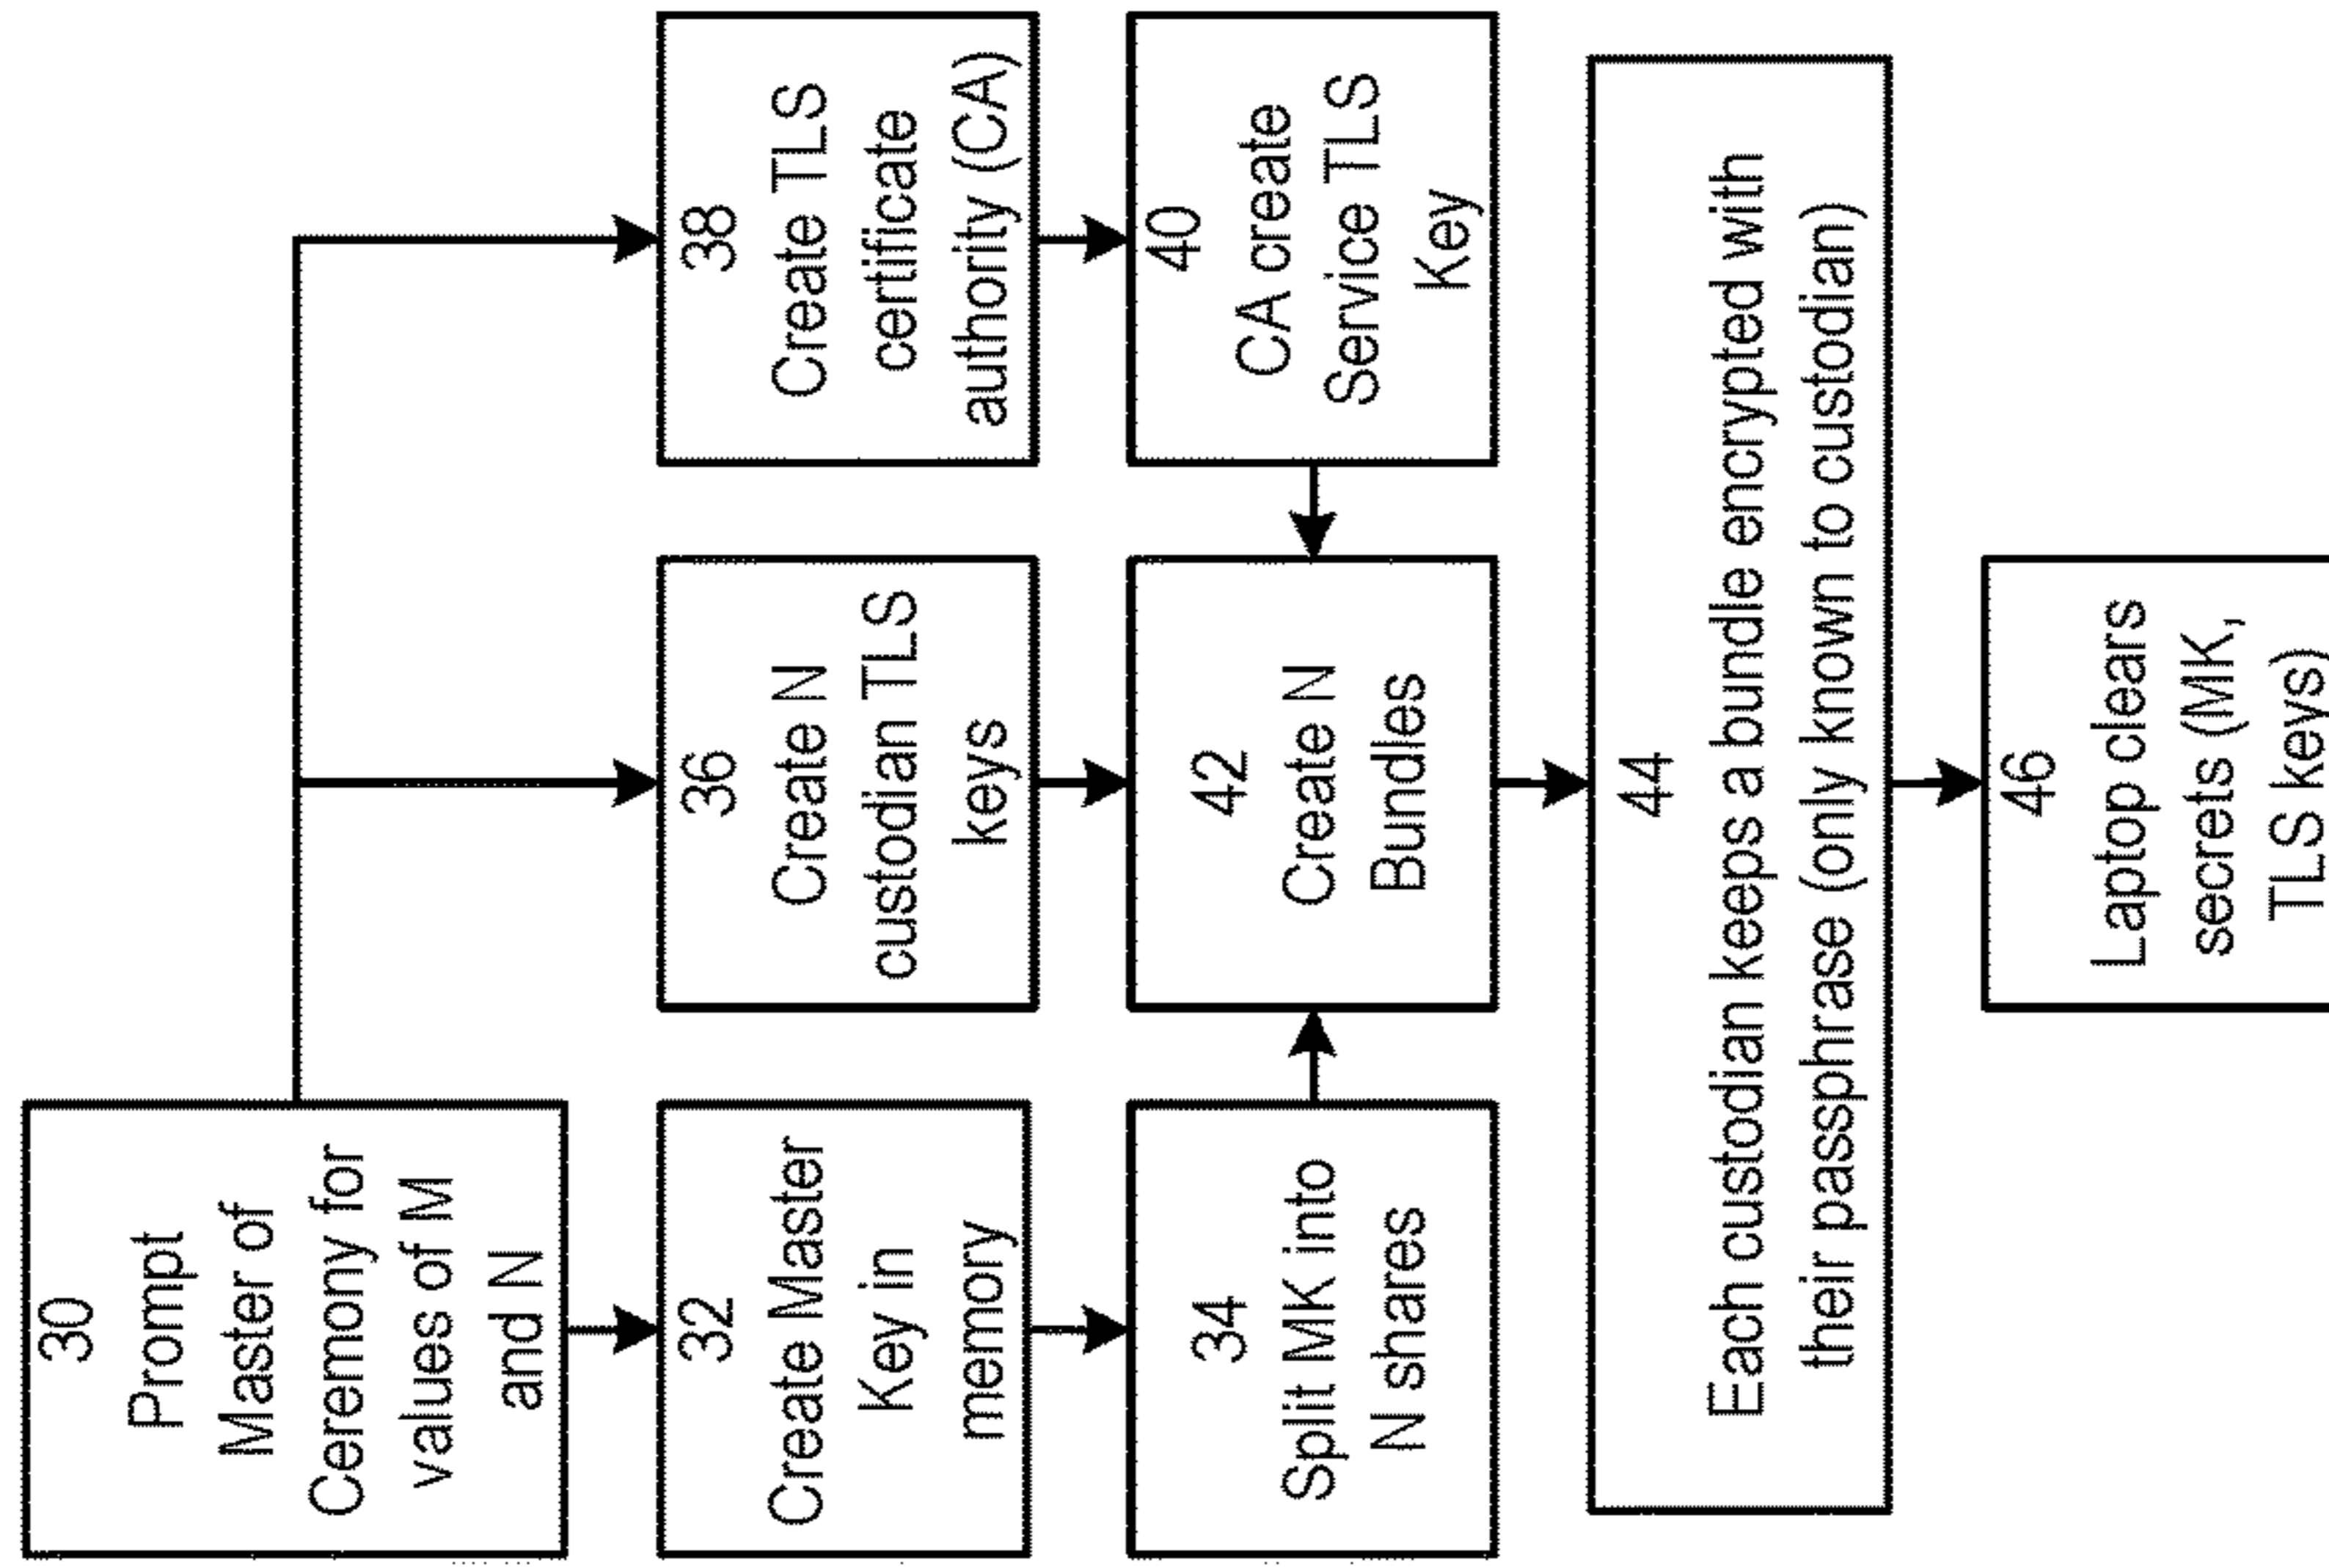 30
Prompt
Master of
Ceremony for
values of M
and N
32
Create Master
Key in
memory
34
Split MK into
N shares
36
Create N
custodian TLS
keys
38
Create TLS
certificate
authority (CA)
40
CA create
Service TLS
Key
42
Create N
Bundles
44
Each custodian keeps a bundle encrypted with
their passphrase (only known to custodian)
46
Laptop clears
secrets (MK,
TLS keys)